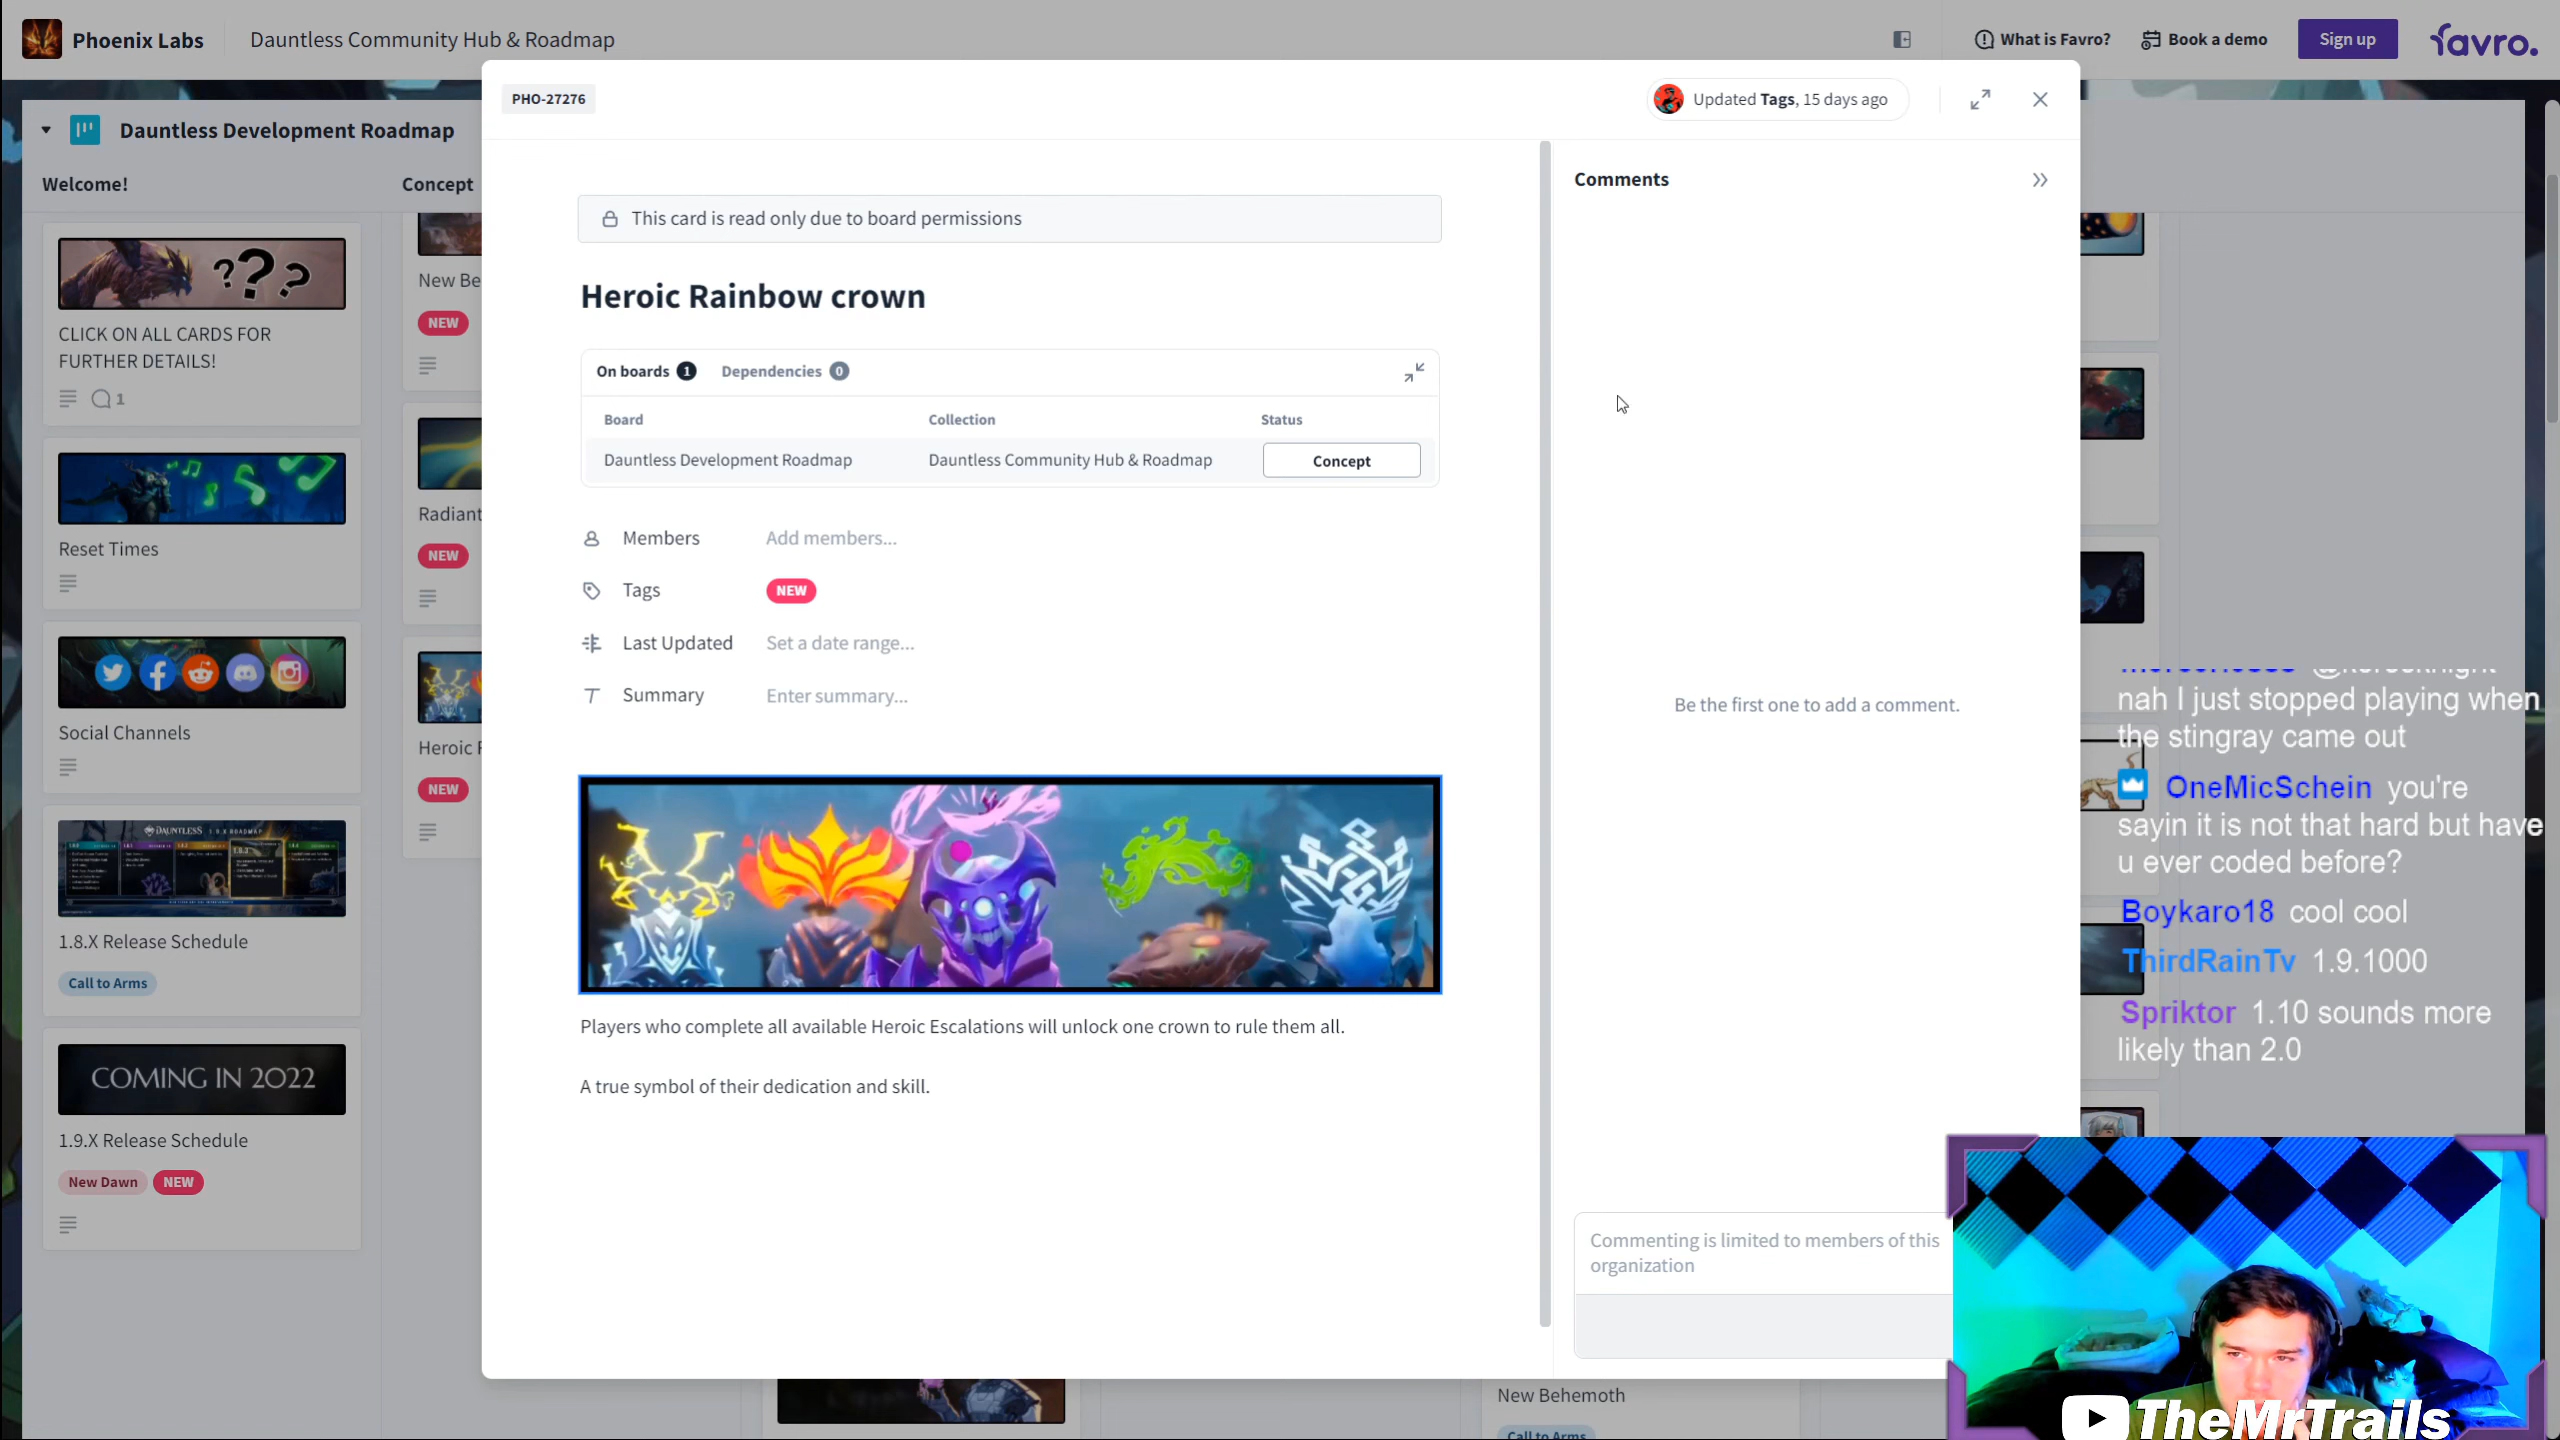 Phoenix Labs
Dauntless Community Hub & Roadmap
What is Favro?
Book a demo
Sign up
favro.
Dauntless Development Roadmap
Welcome!
Concept
???
CLICK ON ALL CARDS FOR
FURTHER DETAILS!
1
Reset Times
Social Channels
DAUNTLESS 1.8.X ROADMAP
1.8.X Release Schedule
Call to Arms
COMING IN 2022
1.9.X Release Schedule
New Dawn
NEW
New Be
NEW
Radiant
NEW
Heroic
NEW
PHO-27276
Updated Tags, 15 days ago
This card is read only due to board permissions
Heroic Rainbow crown
On boards 1
Dependencies 0
Board
Collection
Status
Dauntless Development Roadmap
Dauntless Community Hub & Roadmap
Concept
Members
Add members...
Tags
NEW
Last Updated
Set a date range...
Summary
Enter summary...
Players who complete all available Heroic Escalations will unlock one crown to rule them all.
A true symbol of their dedication and skill.
Comments
Be the first one to add a comment.
Commenting is limited to members of this
organization
New Behemoth
Call to Arms
nah I just stopped playing when
the stingray came out
OneMicSchein you're
sayin it is not that hard but have
u ever coded before?
Boykaro18 cool cool
ThirdRainTv 1.9.1000
Spriktor 1.10 sounds more
likely than 2.0
TheMrTrails